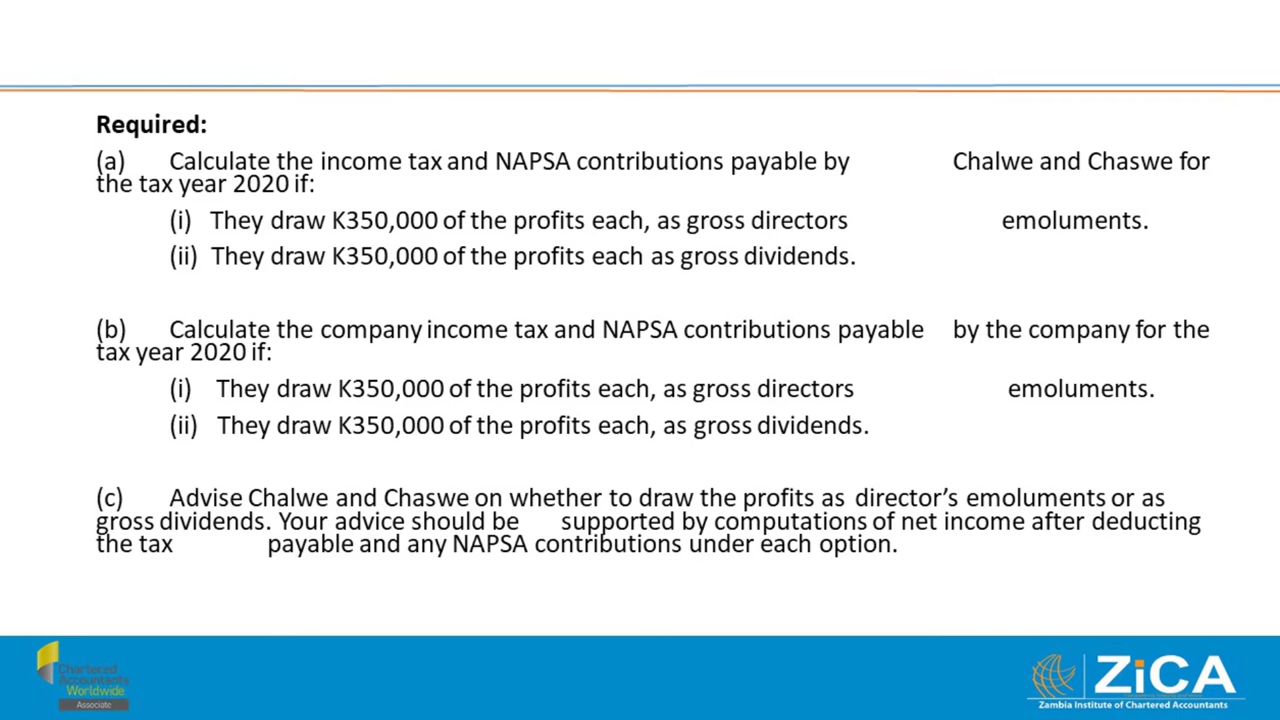 Required:
(a) Calculate the income tax and NAPSA contributions payable by Chalwe and Chaswe for
the tax year 2020 if:
(i) They draw K350,000 of the profits each, as gross directors emoluments.
(ii) They draw K350,000 of the profits each as gross dividends.
(b) Calculate the company income tax and NAPSA contributions payable by the company for the
tax year 2020 if:
(i) They draw K350,000 of the profits each, as gross directors emoluments.
(ii) They draw K350,000 of the profits each, as gross dividends.
(c) Advise Chalwe and Chaswe on whether to draw the profits as director’s emoluments or as
gross dividends. Your advice should be supported by computations of net income after deducting
the tax payable and any NAPSA contributions under each option.
Chartered
Accountants
Worldwide
Associate
ZiCA
Zambia Institute of Chartered Accountants